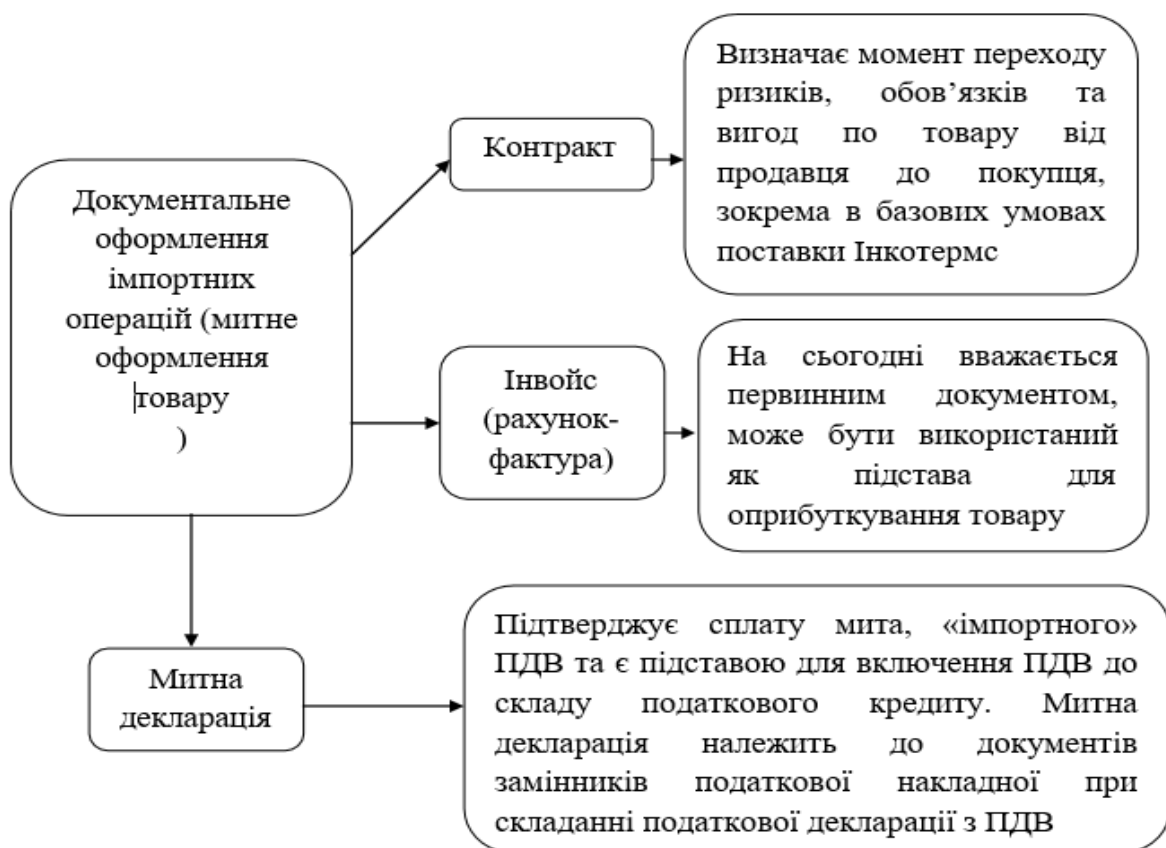 Документальне
оформлення
імпортних
операцій (митне
оформлення
товару
)
Контракт
Визначає момент переходу
ризиків, обов’язків та
вигод по товару від
продавця до покупця,
зокрема в базових умовах
поставки Інкотермс
Інвойс
(рахунок-
фактура)
На сьогодні вважається
первинним документом,
може бути використаний
як підстава для
оприбуткування товару
Митна
декларація
Підтверджує сплату мита, «імпортного»
ПДВ та є підставою для включення ПДВ до
складу податкового кредиту. Митна
декларація належить до документів
замінників податкової накладної при
складанні податкової декларації з ПДВ